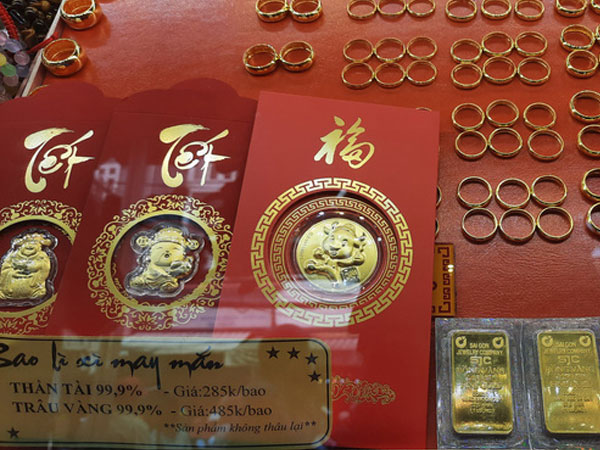 Tết
Tết
福
Bao lì xì may mắn
THẦN TÀI 99,9% - Giá:285k/bao
TRÂU VÀNG 99,9% - Giá:485k/bao
**Sản phẩm không thâu lại**
SAI GON
JEWELRY COMPANY
SJC
SAI GON
JEWELRY COMPANY
SJC